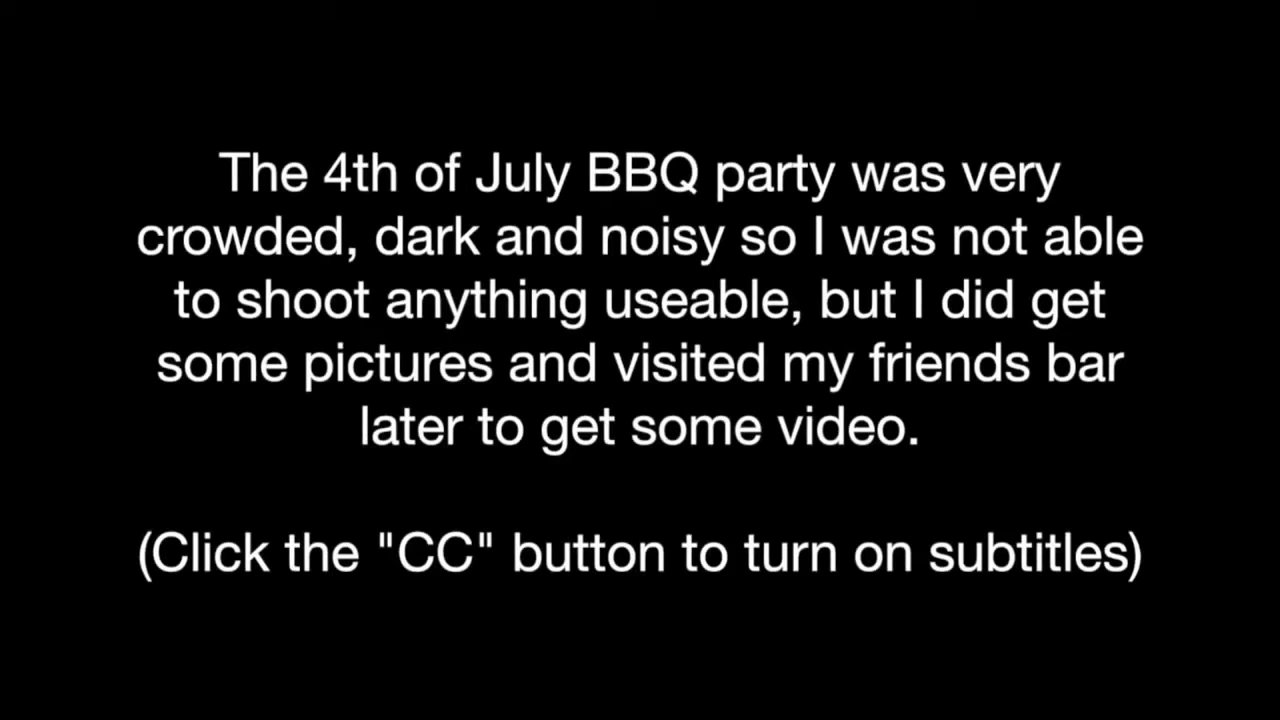 The 4th of July BBQ party was very
crowded, dark and noisy so I was not able
to shoot anything useable, but I did get
some pictures and visited my friends bar
later to get some video.
(Click the "CC" button to turn on subtitles)